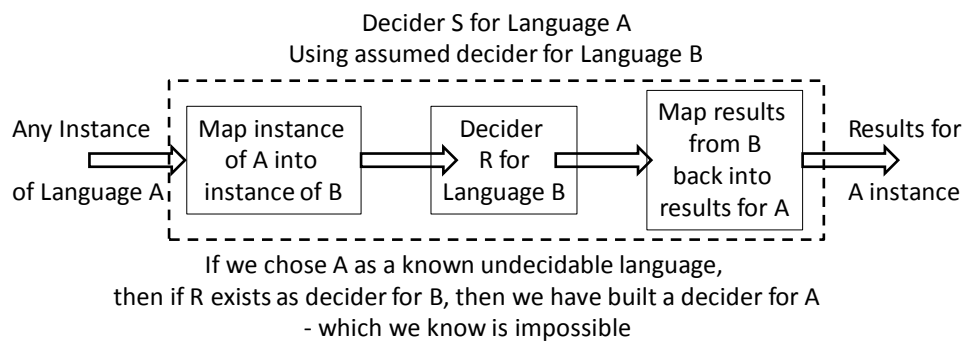 Decider S for Language A
Using assumed decider for Language B
Any Instance
of Language A
Map instance
of A into
instance of B
Decider
R for
Language B
Map results
from B
back into
results for A
Results for
A instance
If we chose A as a known undecidable language,
then if R exists as decider for B, then we have built a decider for A
- which we know is impossible